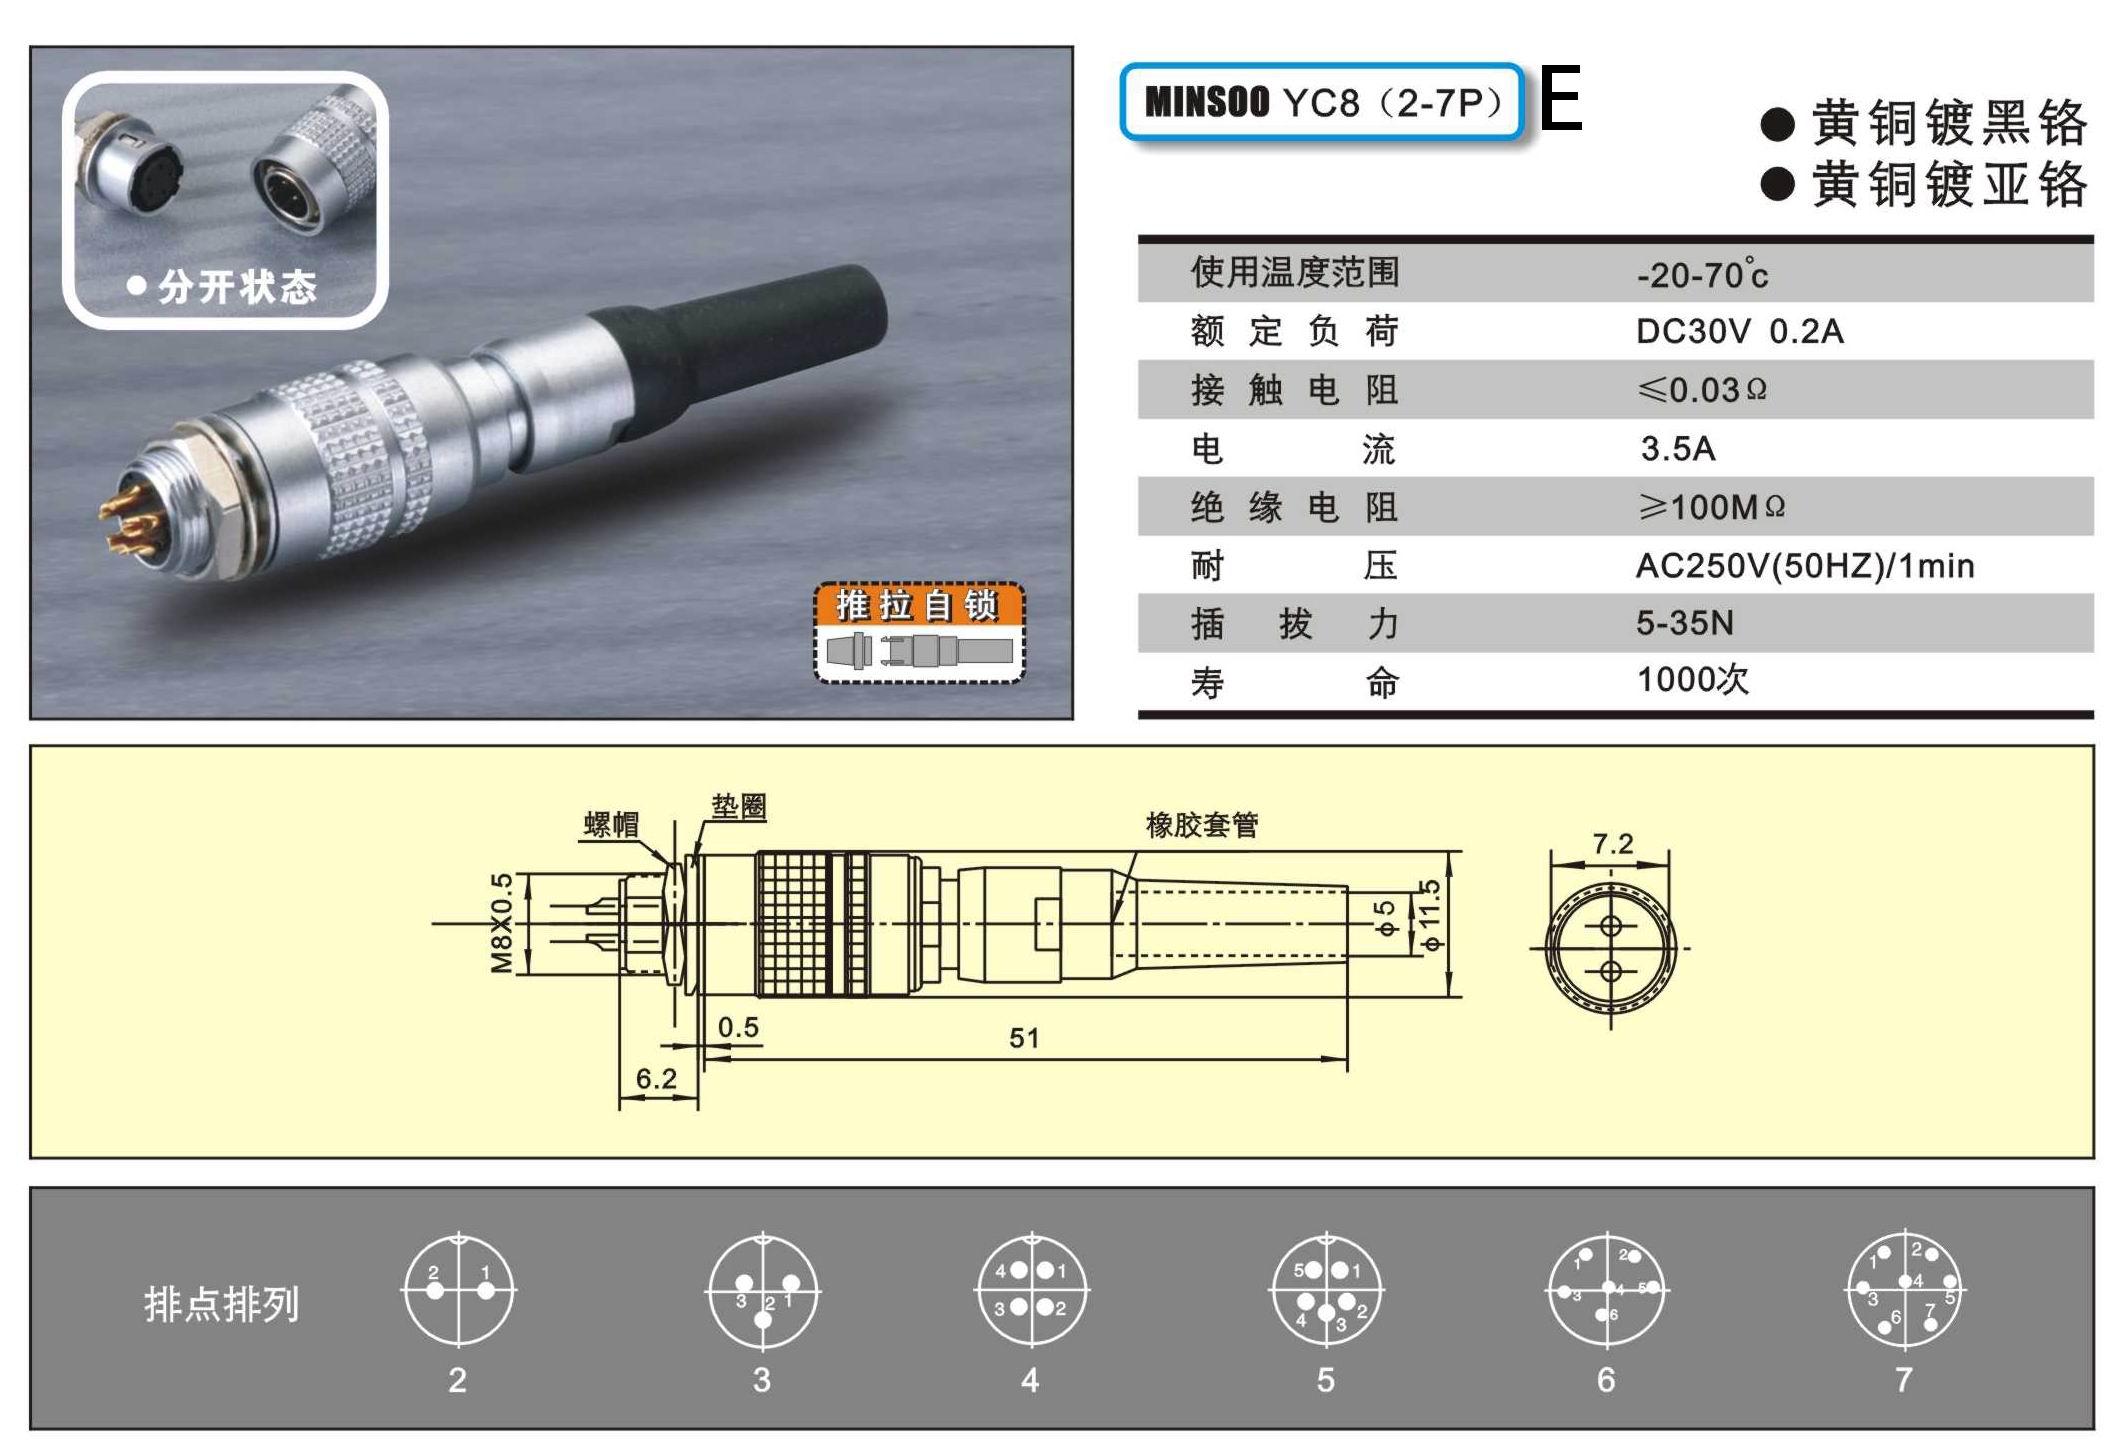 MINSOO YC8（2-7P） E
● 黄铜镀黑铬
● 黄铜镀亚铬
● 分开状态
推拉自锁
使用温度范围 -20-70°c
额定负荷 DC30V 0.2A
接触电阻 ≤0.03Ω
电流 3.5A
绝缘电阻 ≥100MΩ
耐压 AC250V(50HZ)/1min
插拔力 5-35N
寿命 1000次
螺帽
垫圈
橡胶套管
M8X0.5
0.5
6.2
51
φ5
φ11.5
7.2
排点排列
2 1
3 2 1
4 1
3 2
5 1
4 3 2
1 2
3 4 5
6
1 2
3 4 5
6 7
2 3 4 5 6 7